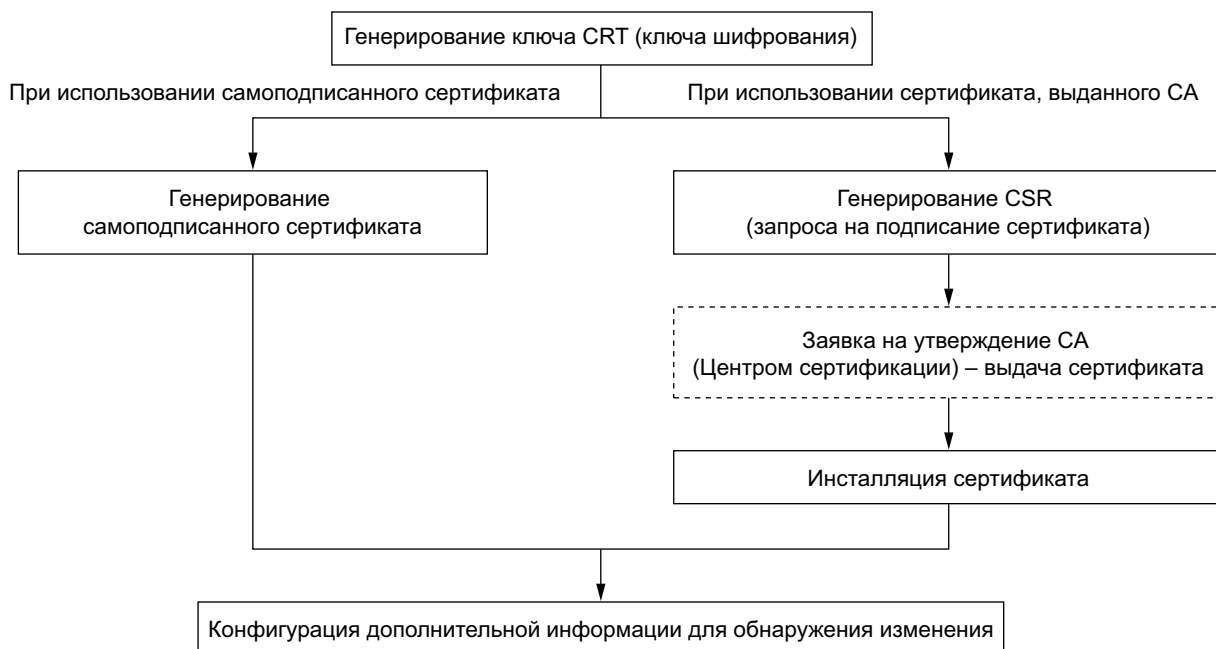 Генерирование ключа CRT (ключа шифрования)
При использовании самоподписанного сертификата
При использовании сертификата, выданного CA
Генерирование
самоподписанного сертификата
Генерирование CSR
(запроса на подписание сертификата)
Заявка на утверждение CA
(Центром сертификации) – выдача сертификата
Инсталляция сертификата
Конфигурация дополнительной информации для обнаружения изменения